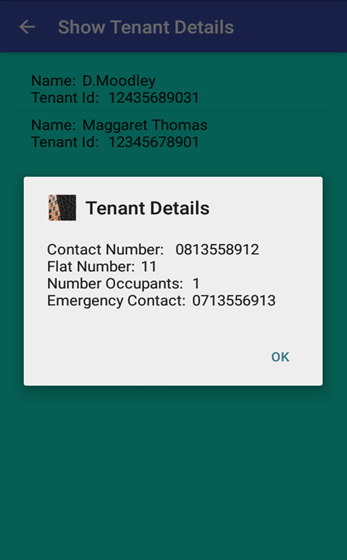 Show Tenant Details
Name: D.Moodley
Tenant Id: 12435689031
Name: Maggaret Thomas
Tenant Id: 12345678901
Tenant Details
Contact Number: 0813558912
Flat Number: 11
Number Occupants: 1
Emergency Contact: 0713556913
OK